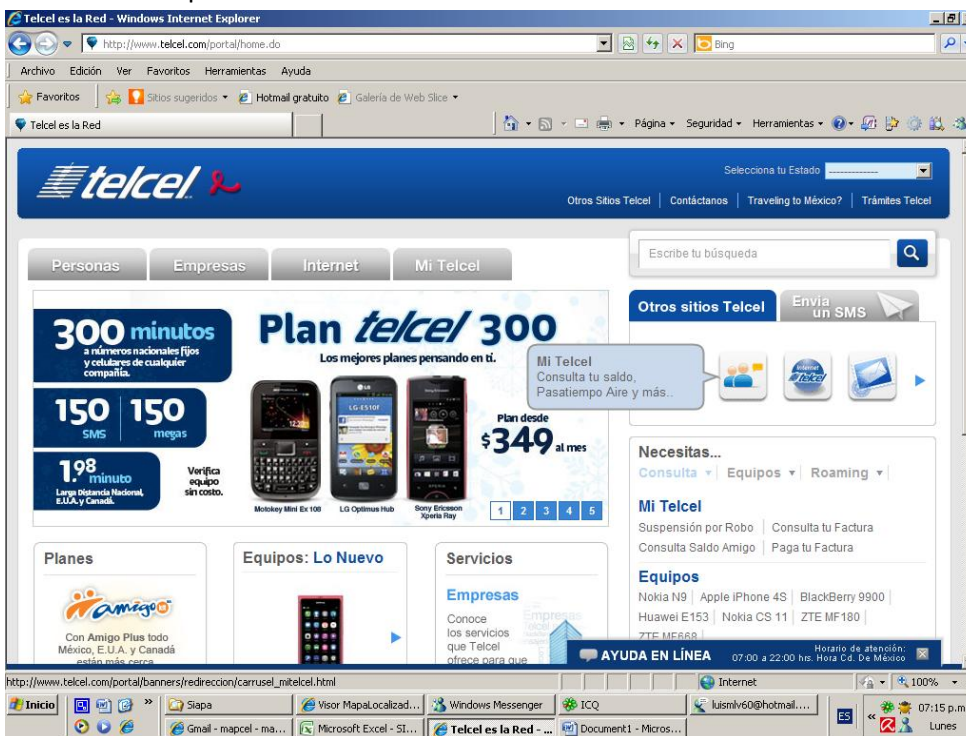 Telcel es la Red - Windows Internet Explorer
http://www.telcel.com/portal/home.do
Bing
Archivo Edición Ver Favoritos Herramientas Ayuda
Favoritos Sitios sugeridos Hotmail gratuito Galería de Web Slice
Telcel es la Red
Página Seguridad Herramientas
telcel
Selecciona tu Estado -------------
Otros Sitios Telcel | Contáctanos | Traveling to México? | Trámites Telcel
Personas Empresas Internet Mi Telcel
Escribe tu búsqueda
300 minutos
a números nacionales fijos
y celulares de cualquier
compañía.
150 SMS
150 megas
1.98 minuto
Larga Distancia Nacional,
E.U.A. y Canadá.
Verifica
equipo
sin costo.
Plan telcel 300
Los mejores planes pensando en tí.
LG-E510f
Motokey Mini Ex 108
LG Optimus Hub
Sony Ericsson
Xperia Ray
Plan desde
$349 al mes
1 2 3 4 5
Otros sitios Telcel
Envia
un SMS
Mi Telcel
Consulta tu saldo,
Pasatiempo Aire y más..
Necesitas...
Consulta | Equipos | Roaming
Mi Telcel
Suspensión por Robo | Consulta tu Factura
Consulta Saldo Amigo | Paga tu Factura
Equipos
Nokia N9 | Apple iPhone 4S | BlackBerry 9900 |
Huawei E153 | Nokia CS 11 | ZTE MF180 |
ZTE MF668 |
Planes
amigo
Con Amigo Plus todo
México, E.U.A. y Canadá
están más cerca
Equipos: Lo Nuevo
Servicios
Empresas
Conoce
los servicios
que Telcel
ofrece para que
AYUDA EN LÍNEA
Horario de atención:
07:00 a 22:00 hrs. Hora Cd. De México
http://www.telcel.com/portal/banners/redireccion/carrusel_mitelcel.html
Internet
100%
Inicio
Siapa
Visor MapaLocalizad...
Windows Messenger
ICQ
luismlv60@hotmail....
Gmail - mapcel - ma...
Microsoft Excel - SI...
Telcel es la Red - ...
Document1 - Micros...
ES
07:15 p.m.
Lunes